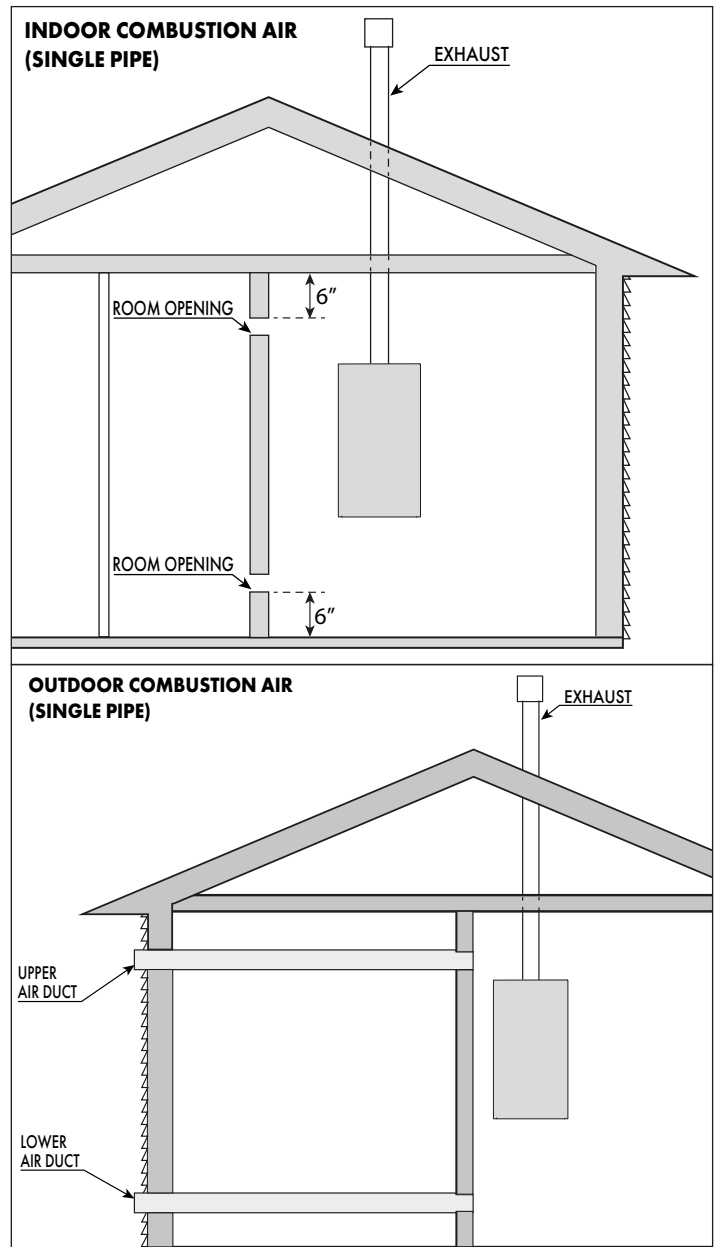 INDOOR COMBUSTION AIR
(SINGLE PIPE)
EXHAUST
ROOM OPENING
6”
ROOM OPENING
6”
OUTDOOR COMBUSTION AIR
(SINGLE PIPE)
EXHAUST
UPPER
AIR DUCT
LOWER
AIR DUCT